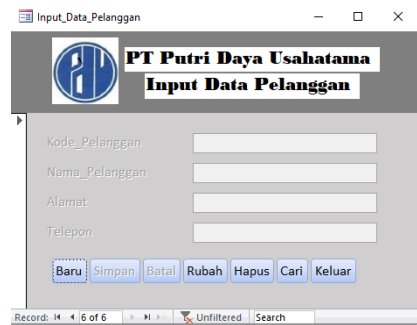 Input_Data_Pelanggan
PT Putri Daya Usahatama
Input Data Pelanggan
Kode_Pelanggan
Nama_Pelanggan
Alamat
Telepon
Baru Simpan Batal Rubah Hapus Cari Keluar
Record: 6 of 6 Unfiltered Search